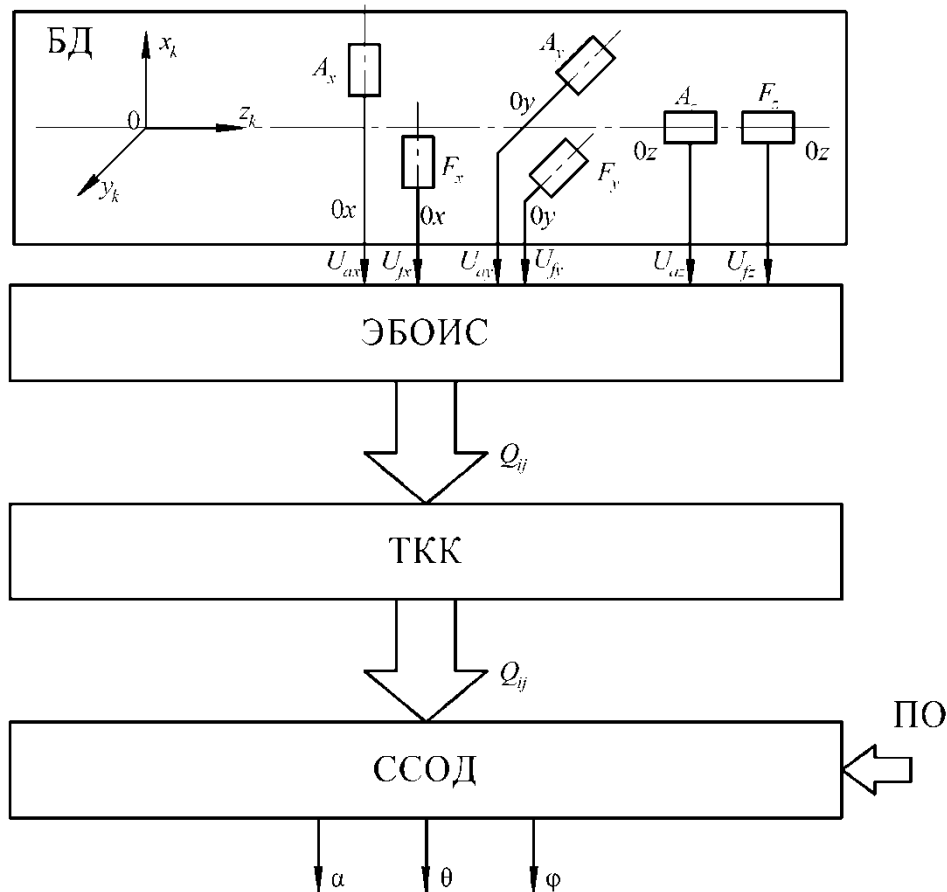 БД
x_k
A_x
A_y
0y
0
z_k
A_z
F_z
y_k
F_x
F_y
0z
0z
0x
0x
0y
U_ax
U_fx
U_ay
U_fy
U_az
U_fz
ЭБОИС
Q_ij
ТКК
Q_ij
ПО
ССОД
α
θ
φ